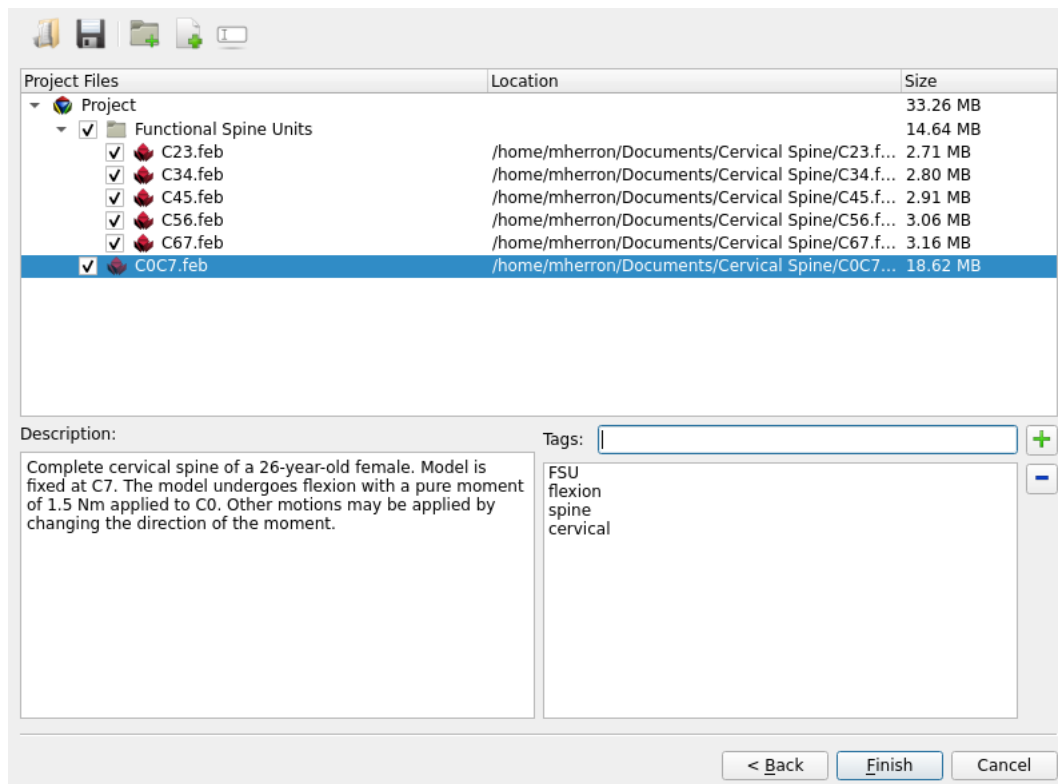 Project Files Location Size
Project 33.26 MB
Functional Spine Units 14.64 MB
C23.feb /home/mherron/Documents/Cervical Spine/C23.f... 2.71 MB
C34.feb /home/mherron/Documents/Cervical Spine/C34.f... 2.80 MB
C45.feb /home/mherron/Documents/Cervical Spine/C45.f... 2.91 MB
C56.feb /home/mherron/Documents/Cervical Spine/C56.f... 3.06 MB
C67.feb /home/mherron/Documents/Cervical Spine/C67.f... 3.16 MB
C0C7.feb /home/mherron/Documents/Cervical Spine/C0C7... 18.62 MB
Description:
Complete cervical spine of a 26-year-old female. Model is
fixed at C7. The model undergoes flexion with a pure moment
of 1.5 Nm applied to C0. Other motions may be applied by
changing the direction of the moment.
Tags:
FSU
flexion
spine
cervical
< Back Finish Cancel